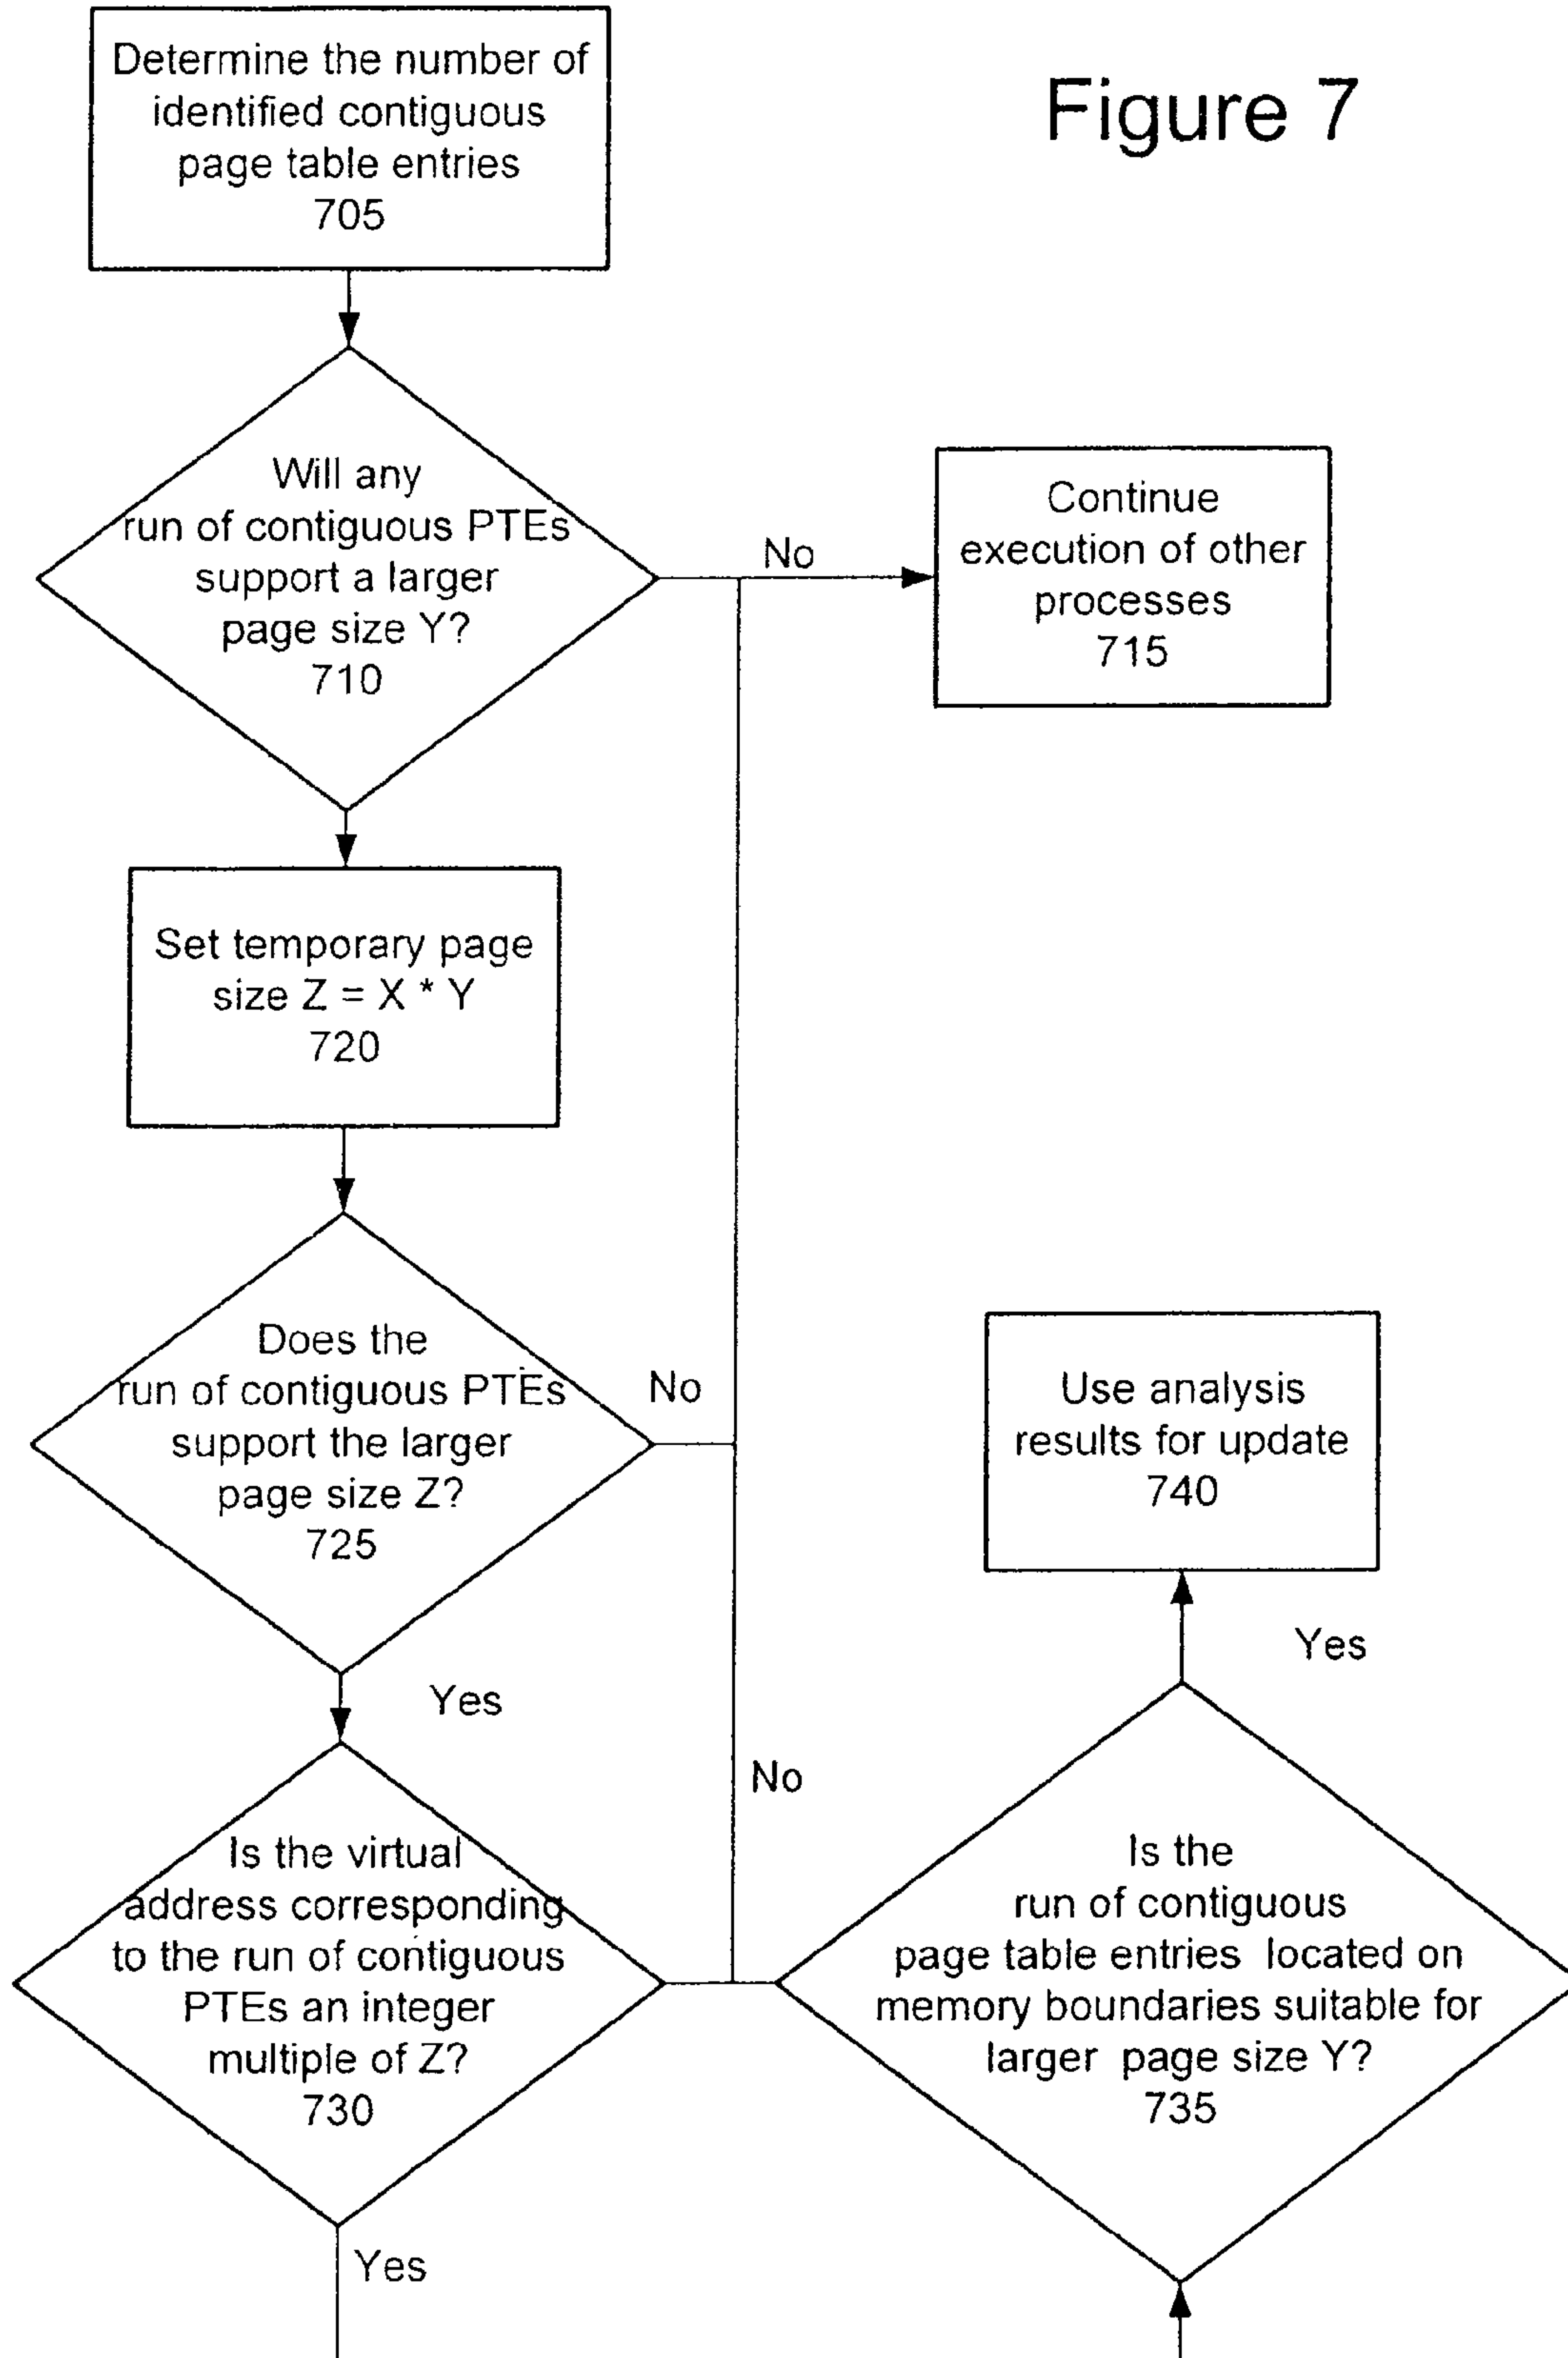 Figure 7
Determine the number of
identified contiguous
page table entries
705
Will any
run of contiguous PTEs
support a larger
page size Y?
710
No
Continue
execution of other
processes
715
Set temporary page
size Z = X * Y
720
Does the
run of contiguous PTEs
support the larger
page size Z?
725
No
Yes
Is the virtual
address corresponding
to the run of contiguous
PTEs an integer
multiple of Z?
730
No
Yes
Is the
run of contiguous
page table entries located on
memory boundaries suitable for
larger page size Y?
735
Yes
Use analysis
results for update
740